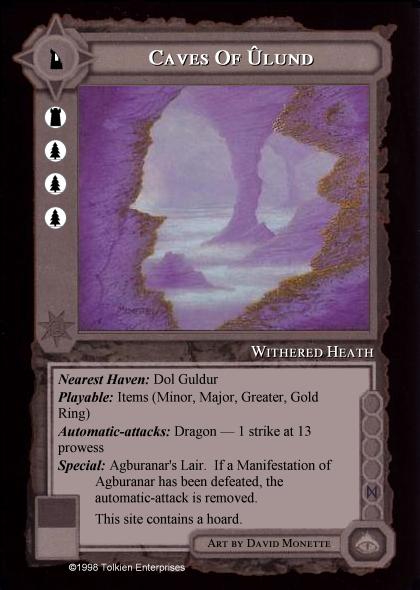 CAVES OF ÛLUND
WITHERED HEATH
Nearest Haven: Dol Guldur
Playable: Items (Minor, Major, Greater, Gold
Ring)
Automatic-attacks: Dragon — 1 strike at 13
prowess
Special: Agburanar's Lair. If a Manifestation of
Agburanar has been defeated, the
automatic-attack is removed.
This site contains a hoard.
ART BY DAVID MONETTE
©1998 Tolkien Enterprises